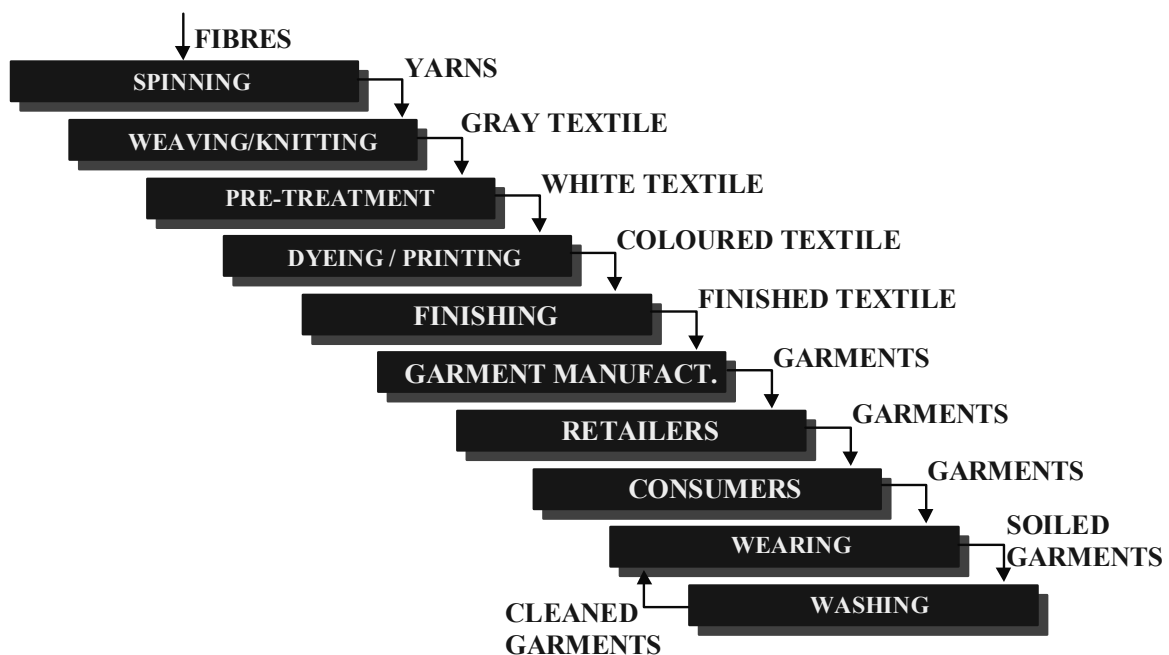 FIBRES
SPINNING
YARNS
WEAVING/KNITTING
GRAY TEXTILE
PRE-TREATMENT
WHITE TEXTILE
DYEING / PRINTING
COLOURED TEXTILE
FINISHING
FINISHED TEXTILE
GARMENT MANUFACT.
GARMENTS
RETAILERS
GARMENTS
CONSUMERS
GARMENTS
WEARING
SOILED
GARMENTS
WASHING
CLEANED
GARMENTS